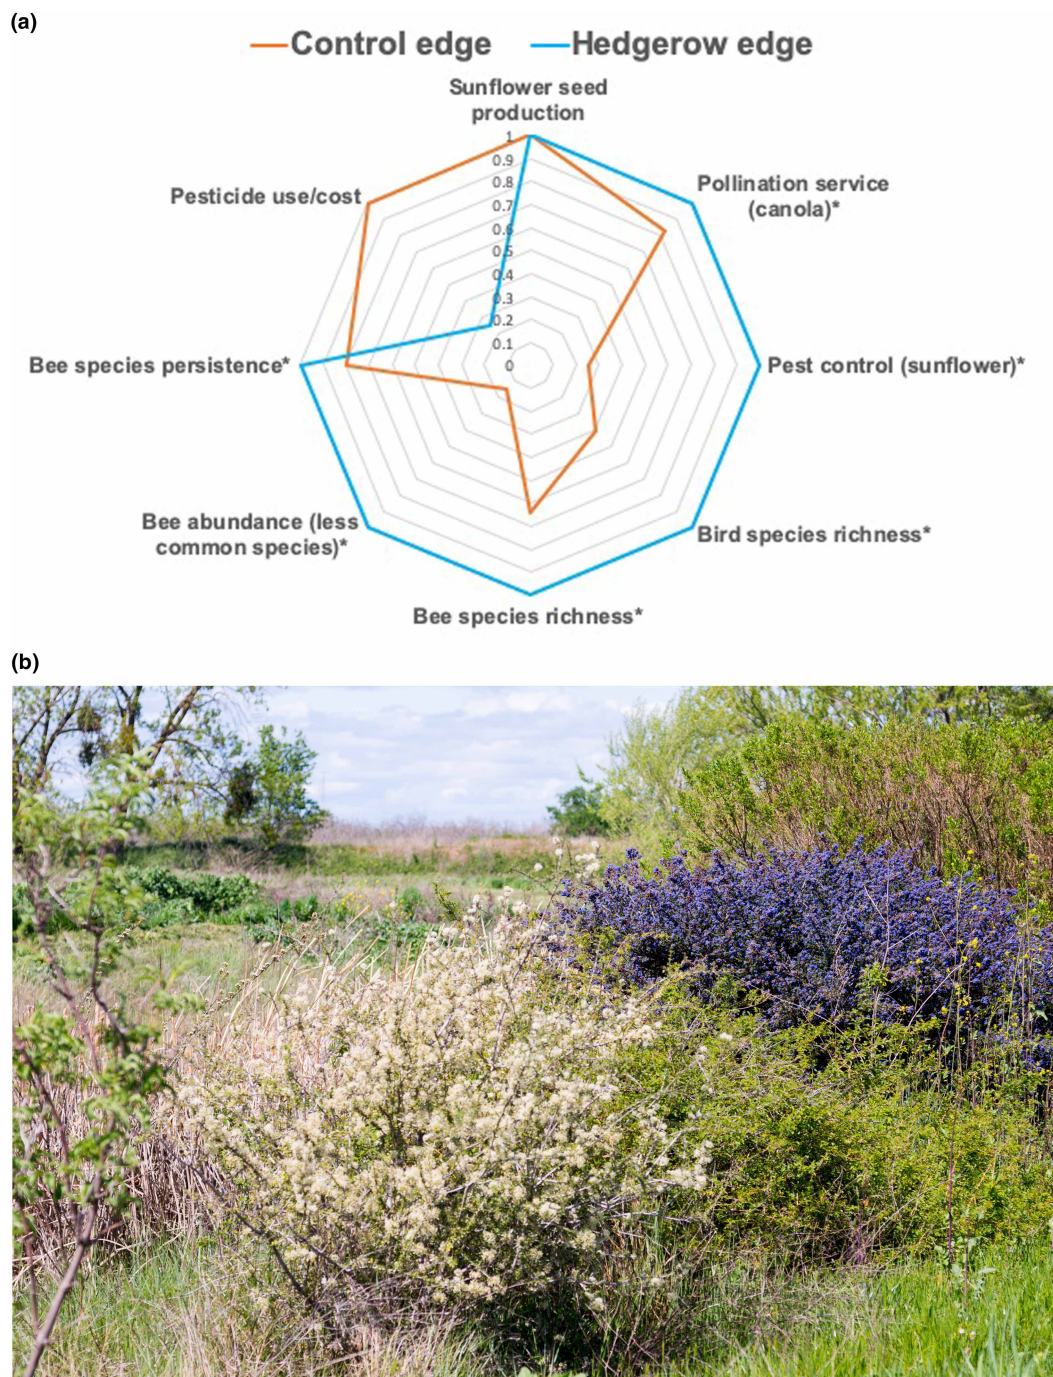 (a)
Control edge
Hedgerow edge
Sunflower seed
production
1
0.9
0.8
0.7
0.6
0.5
0.4
0.3
0.2
0.1
0
Pesticide use/cost
Pollination service
(canola)*
Bee species persistence*
Pest control (sunflower)*
Bee abundance (less
common species)*
Bird species richness*
Bee species richness*
(b)